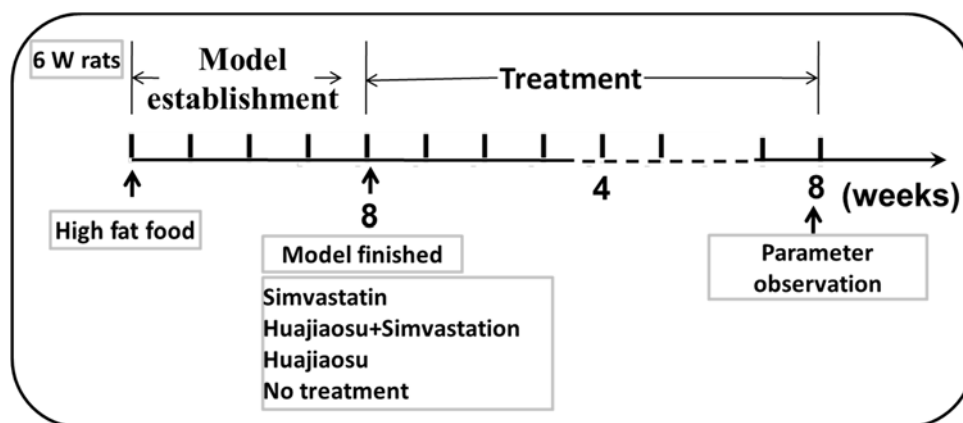 6 W rats
Model
establishment
Treatment
8
4
8
(weeks)
High fat food
Model finished
Simvastatin
Huajiaosu+Simvastation
Huajiaosu
No treatment
Parameter
observation